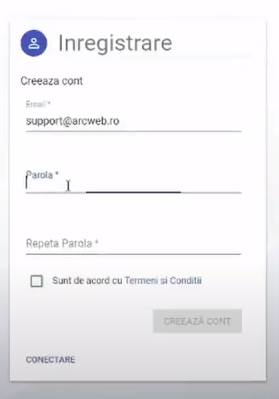 Inregistrare
Creeaza cont
Email *
support@arcweb.ro
Parola *
Repeta Parola *
Sunt de acord cu Termeni si Conditii
CREEAZĂ CONT
CONECTARE